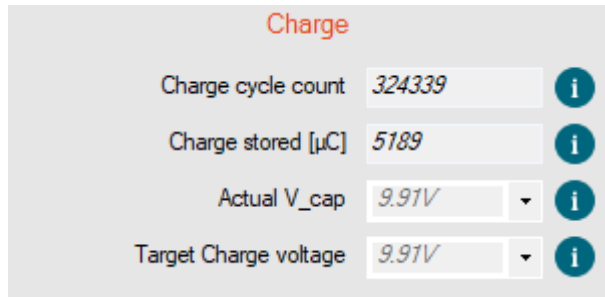 Charge
Charge cycle count 324339
Charge stored [µC] 5189
Actual V_cap 9.91V
Target Charge voltage 9.91V